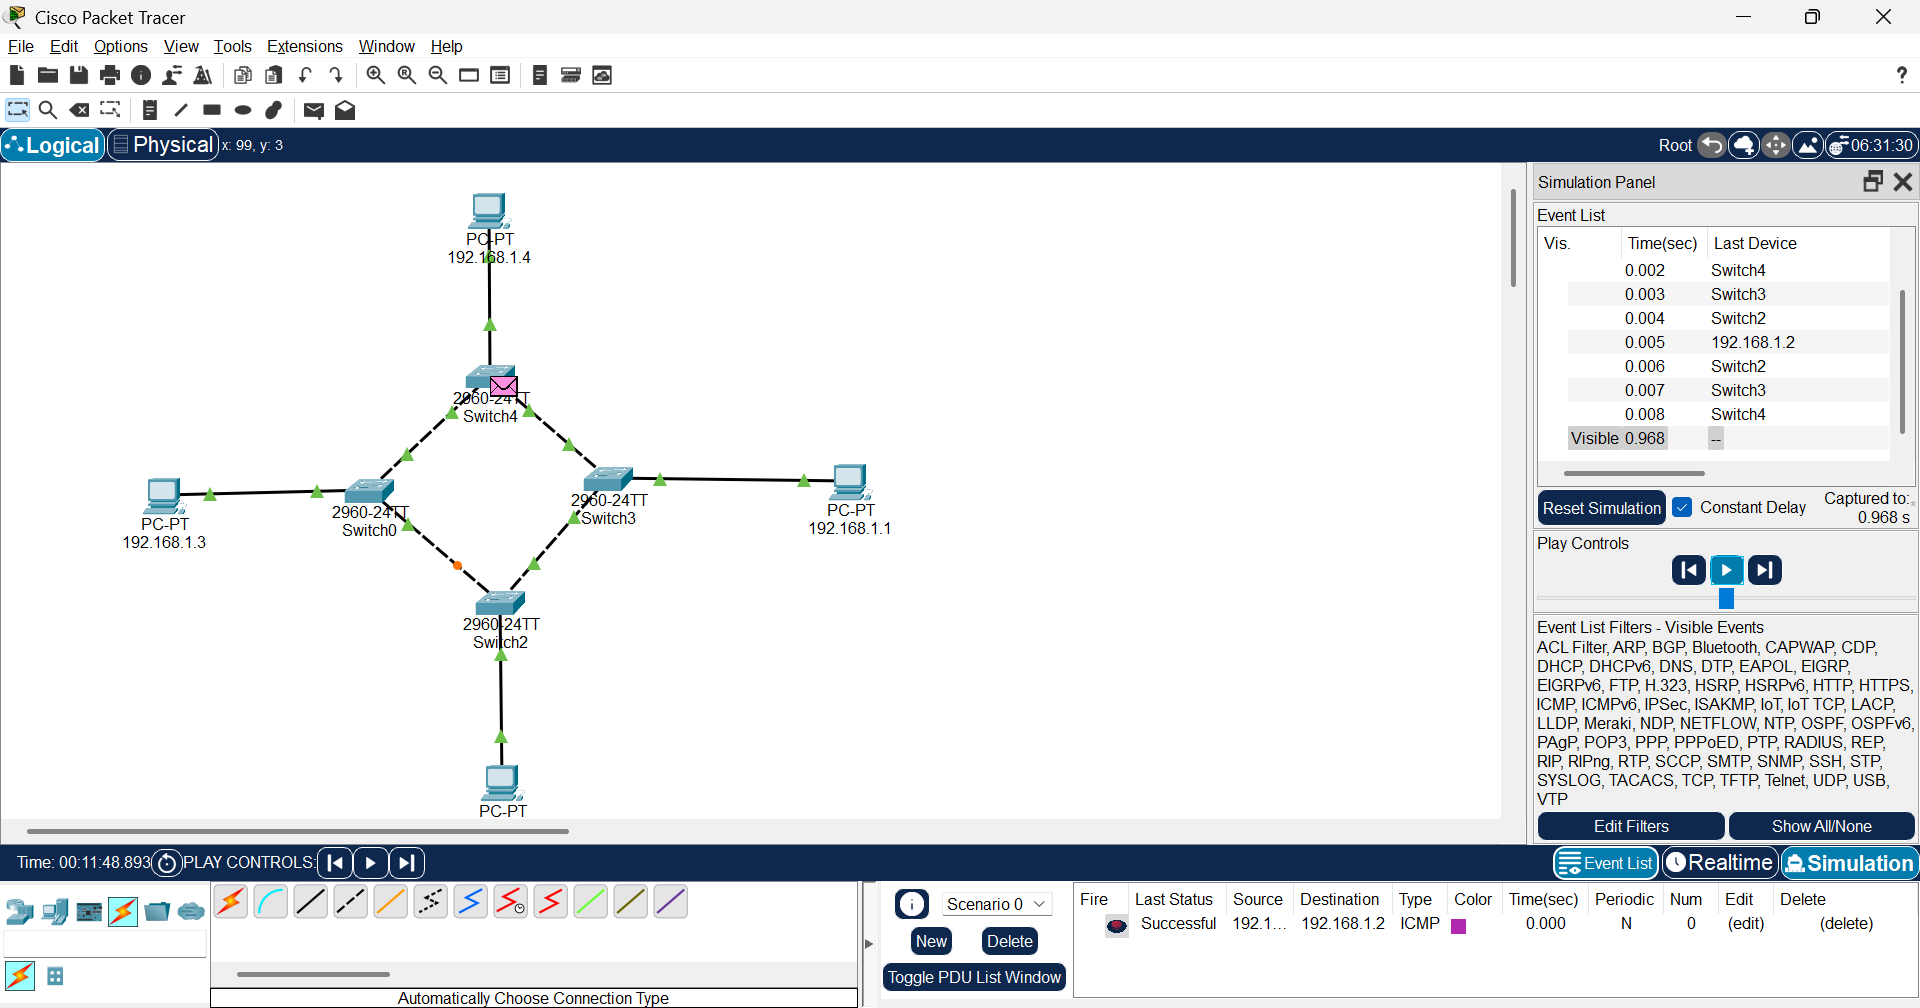 Cisco Packet Tracer
File Edit Options View Tools Extensions Window Help
?
Logical Physical x: 99, y: 3 Root 06:31:30
PC-PT
192.168.1.4
2960-24TT
Switch4
PC-PT
192.168.1.3
2960-24TT
Switch0
2960-24TT
Switch3
PC-PT
192.168.1.1
2960-24TT
Switch2
PC-PT
Simulation Panel
Event List
Vis. Time(sec) Last Device
0.002 Switch4
0.003 Switch3
0.004 Switch2
0.005 192.168.1.2
0.006 Switch2
0.007 Switch3
0.008 Switch4
Visible 0.968 --
Reset Simulation Constant Delay Captured to:
0.968 s
Play Controls
Event List Filters - Visible Events
ACL Filter, ARP, BGP, Bluetooth, CAPWAP, CDP,
DHCP, DHCPv6, DNS, DTP, EAPOL, EIGRP,
EIGRPv6, FTP, H.323, HSRP, HSRPv6, HTTP, HTTPS,
ICMP, ICMPv6, IPSec, ISAKMP, IoT, IoT TCP, LACP,
LLDP, Meraki, NDP, NETFLOW, NTP, OSPF, OSPFv6,
PAgP, POP3, PPP, PPPoED, PTP, RADIUS, REP,
RIP, RIPng, RTP, SCCP, SMTP, SNMP, SSH, STP,
SYSLOG, TACACS, TCP, TFTP, Telnet, UDP, USB,
VTP
Edit Filters Show All/None
Time: 00:11:48.893 PLAY CONTROLS: Event List Realtime Simulation
Automatically Choose Connection Type
Scenario 0
New Delete
Toggle PDU List Window
Fire Last Status Source Destination Type Color Time(sec) Periodic Num Edit Delete
Successful 192.1... 192.168.1.2 ICMP 0.000 N 0 (edit) (delete)